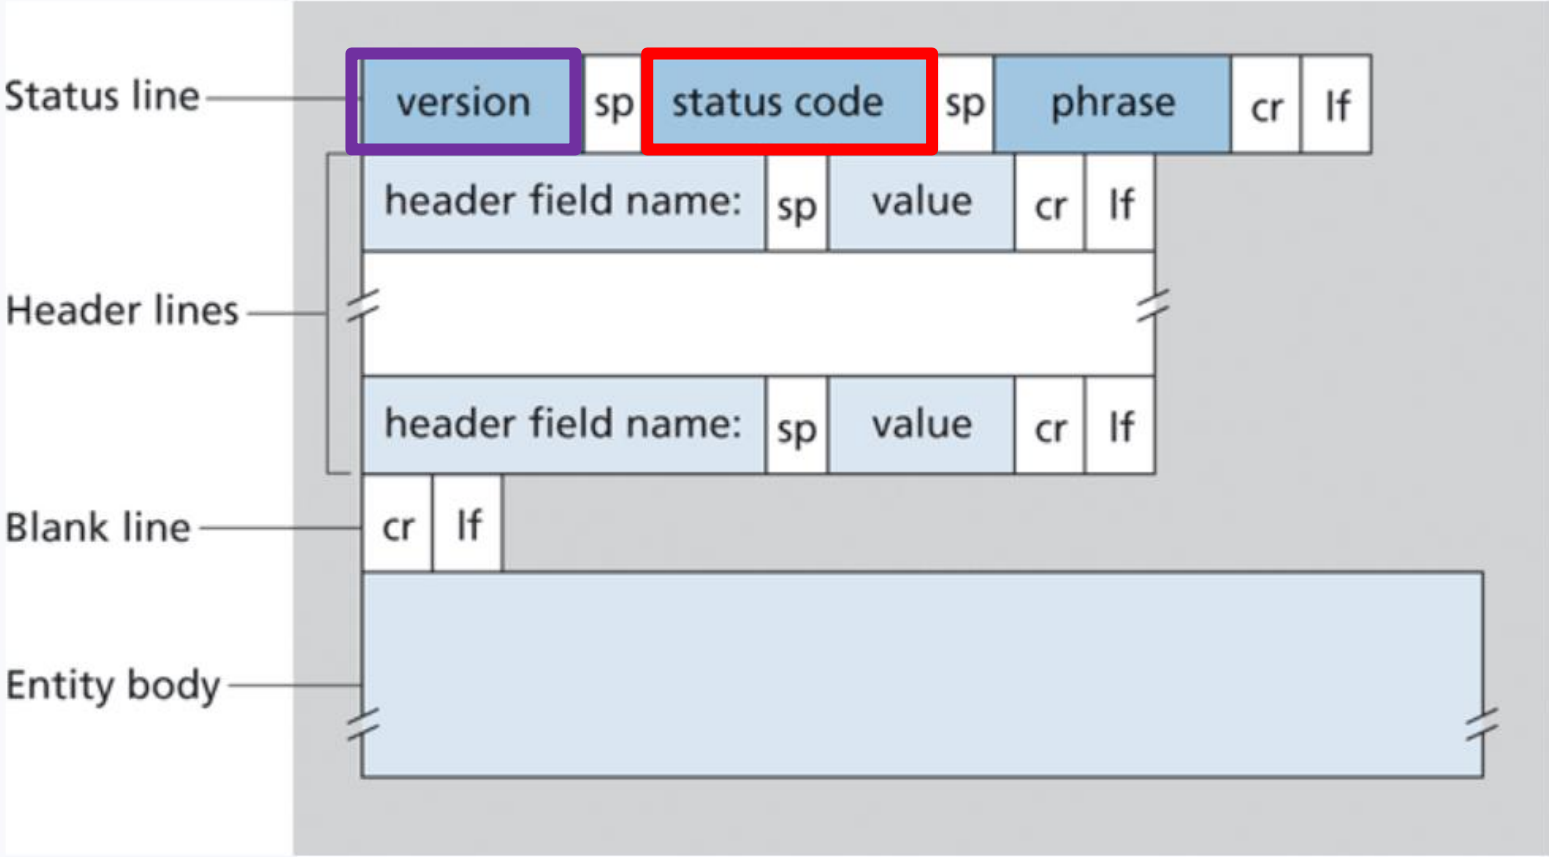 Status line version sp status code sp phrase cr lf
header field name: sp value cr lf
Header lines
header field name: sp value cr lf
Blank line cr lf
Entity body